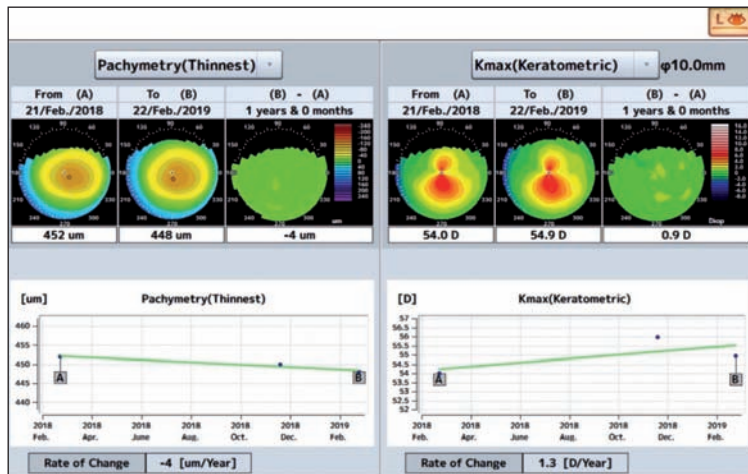 L
Pachymetry(Thinnest)
Kmax(Keratometric)
φ10.0mm
From (A)
To (B)
(B) - (A)
21/Feb./2018
22/Feb./2019
1 years & 0 months
From (A)
To (B)
(B) - (A)
21/Feb./2018
22/Feb./2019
1 years & 0 months
452 um
448 um
-4 um
54.0 D
54.9 D
0.9 D
um
Pachymetry(Thinnest)
[um]
460
455
450
445
440
A
B
2018 2018 2018 2018 2018 2018 2019
Feb. Apr. June Aug. Oct. Dec. Feb.
Rate of Change
-4 [um/Year]
Kmax(Keratometric)
[D]
57
56.5
56
55.5
55
54.5
54
53.5
53
52.5
52
A
B
2018 2018 2018 2018 2018 2018 2019
Feb. Apr. June Aug. Oct. Dec. Feb.
Rate of Change
1.3 [D/Year]